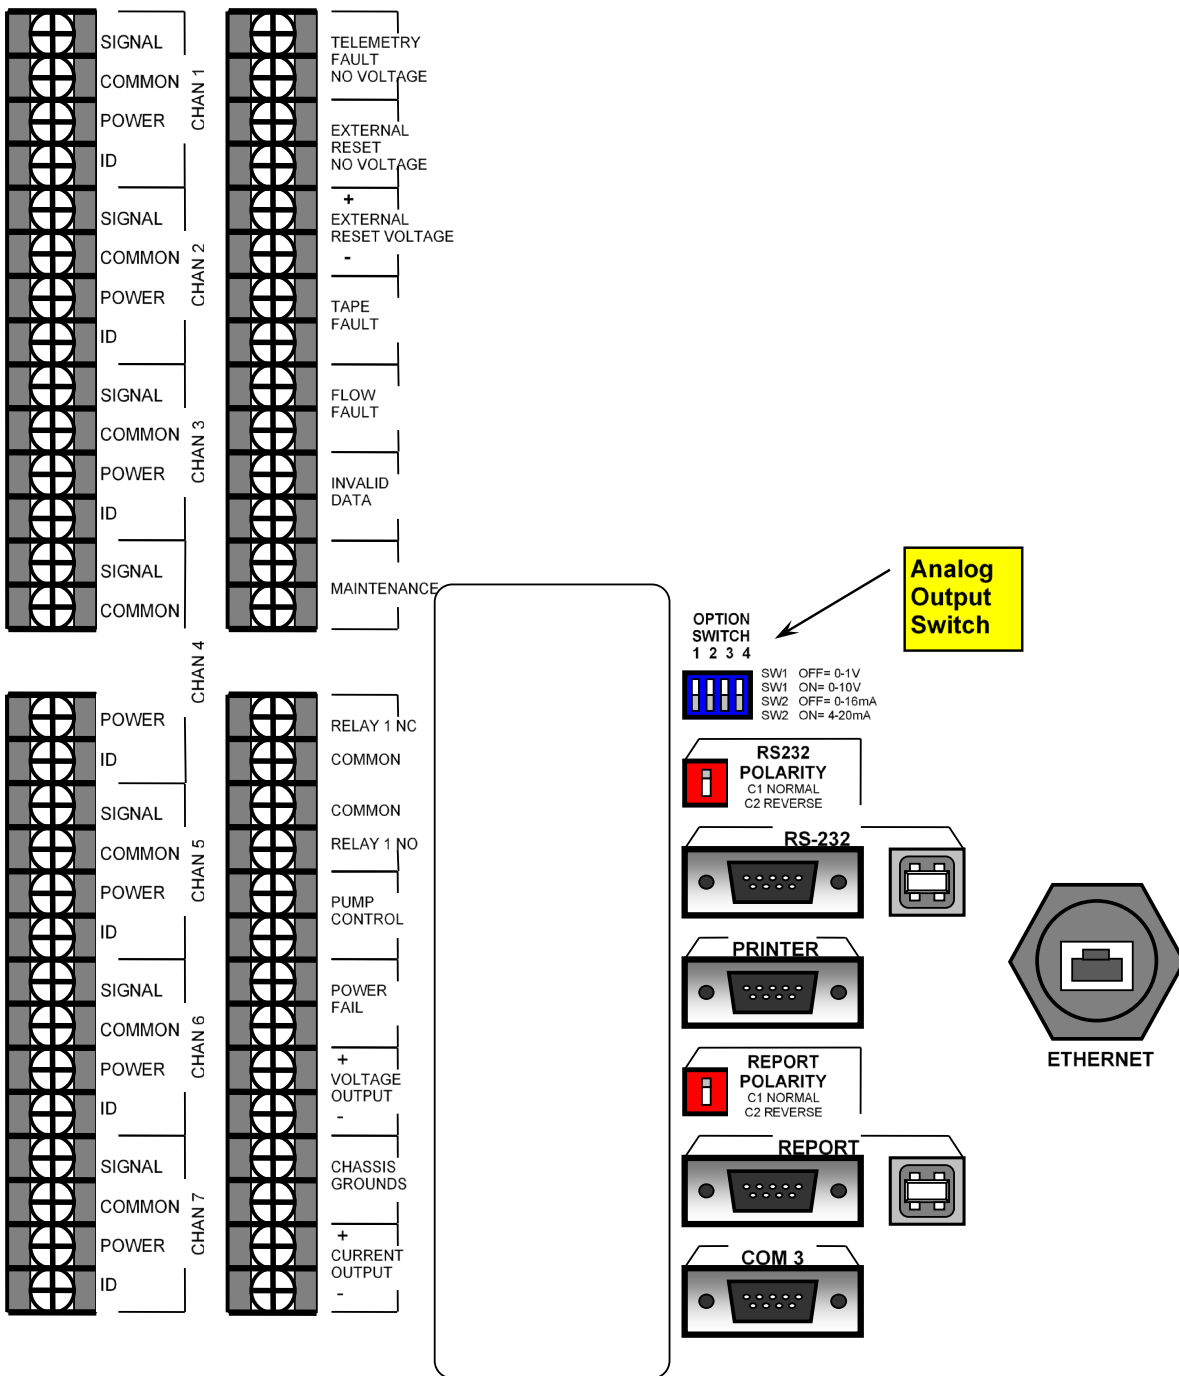 SIGNAL
COMMON
POWER
ID
CHAN 1
SIGNAL
COMMON
POWER
ID
CHAN 2
SIGNAL
COMMON
POWER
ID
CHAN 3
SIGNAL
COMMON
CHAN 4
POWER
ID
SIGNAL
COMMON
POWER
ID
CHAN 5
SIGNAL
COMMON
POWER
ID
CHAN 6
SIGNAL
COMMON
POWER
ID
CHAN 7
TELEMETRY
FAULT
NO VOLTAGE
EXTERNAL
RESET
NO VOLTAGE
+
EXTERNAL
RESET VOLTAGE
-
TAPE
FAULT
FLOW
FAULT
INVALID
DATA
MAINTENANCE
RELAY 1 NC
COMMON
COMMON
RELAY 1 NO
PUMP
CONTROL
POWER
FAIL
+
VOLTAGE
OUTPUT
-
CHASSIS
GROUNDS
+
CURRENT
OUTPUT
-
Analog
Output
Switch
OPTION
SWITCH
1 2 3 4
SW1 OFF= 0-1V
SW1 ON= 0-10V
SW2 OFF= 0-16mA
SW2 ON= 4-20mA
RS232
POLARITY
C1 NORMAL
C2 REVERSE
RS-232
PRINTER
REPORT
POLARITY
C1 NORMAL
C2 REVERSE
REPORT
COM 3
ETHERNET